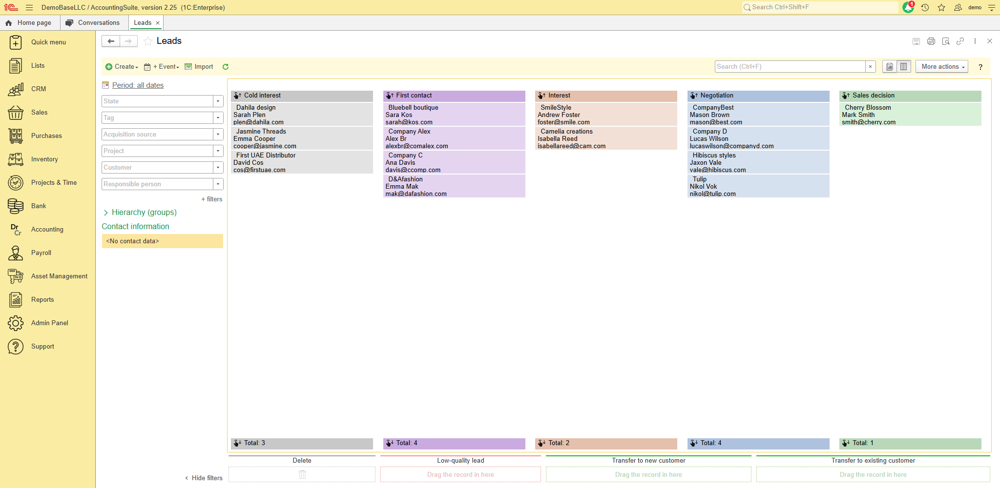 DemoBaseLLC / AccountingSuite, version 2.25 (1C:Enterprise)
Search Ctrl+Shift+F
1
demo
Home page
Conversations
Leads
Quick menu
Lists
CRM
Sales
Purchases
Inventory
Projects & Time
Bank
Dr
Cr
Accounting
Payroll
Asset Management
Reports
Admin Panel
Support
Leads
Create
+ Event
Import
Search (Ctrl+F)
×
More actions
?
Period: all dates
State
Tag
Acquisition source
Project
Customer
Responsible person
+ filters
Hierarchy (groups)
Contact information
<No contact data>
Hide filters
Cold interest
Dahila design
Sarah Plen
plen@dahila.com
Jasmine Threads
Emma Cooper
cooper@jasmine.com
First UAE Distributor
David Cos
cos@firstuae.com
Total: 3
First contact
Bluebell boutique
Sara Kos
sarah@kos.com
Company Alex
Alex Br
alexbr@comalex.com
Company C
Ana Davis
davis@ccomp.com
D&Afashion
Emma Mak
mak@dafashion.com
Total: 4
Interest
SmileStyle
Andrew Foster
foster@smile.com
Camelia creations
Isabella Reed
isabellareed@cam.com
Total: 2
Negotiation
CompanyBest
Mason Brown
mason@best.com
Company D
Lucas Wilson
lucaswilson@companyd.com
Hibiscus styles
Jaxon Vale
vale@hibiscus.com
Tulip
Nikol Vok
nikol@tulip.com
Total: 4
Sales decision
Cherry Blossom
Mark Smith
smith@cherry.com
Total: 1
Delete
Low-quality lead
Drag the record in here
Transfer to new customer
Drag the record in here
Transfer to existing customer
Drag the record in here